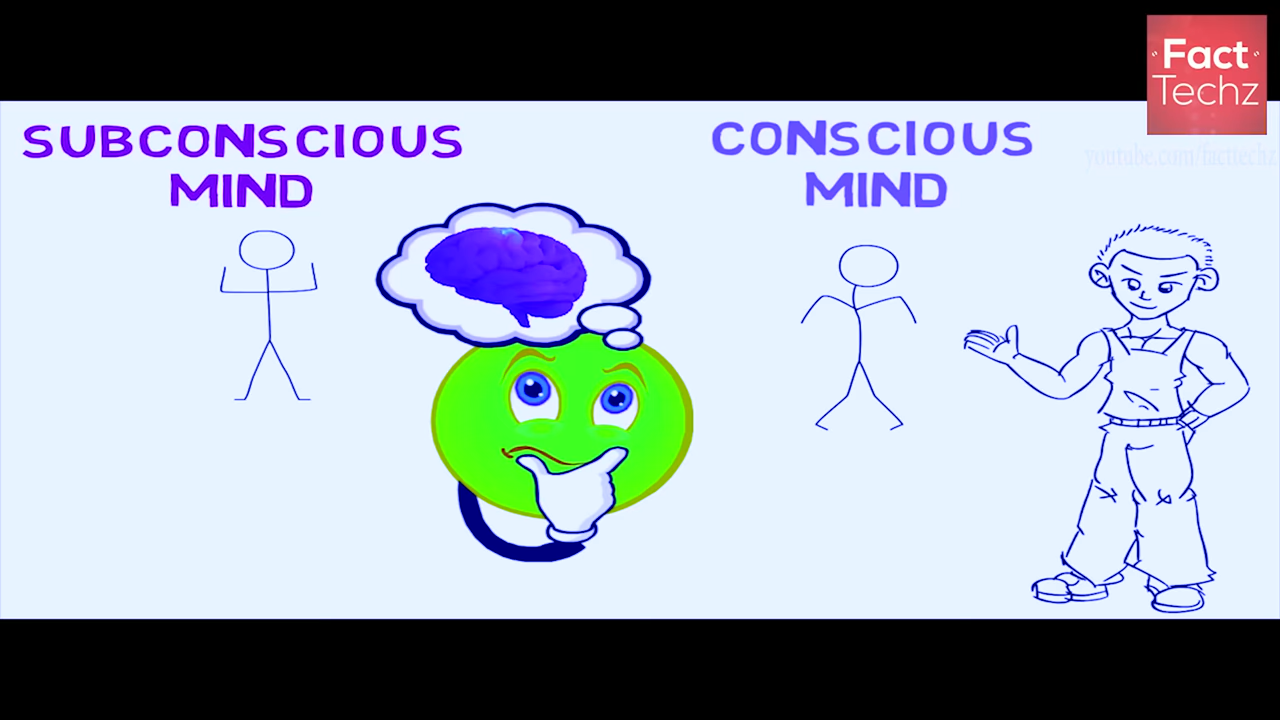 SUBCONSCIOUS
MIND
CONSCIOUS
MIND
Fact
Techz
youtube.com/facttechz